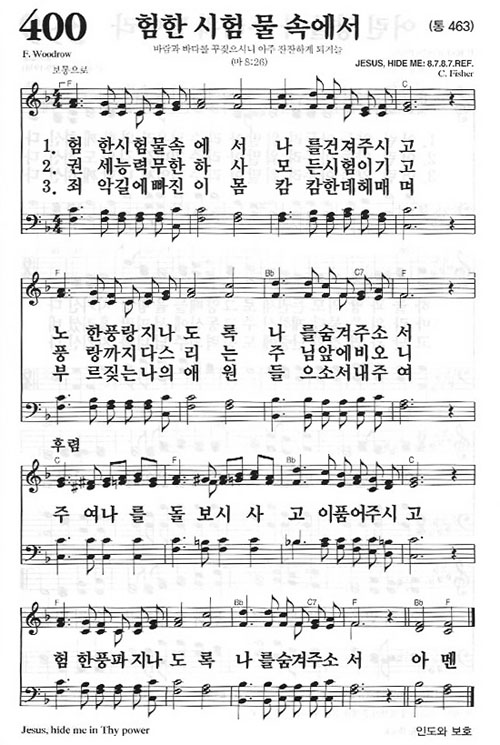 400 험한 시험 물 속에서 (통 463)
F. Woodrow
바람과 바다를 꾸짖으시니 아주 잔잔하게 되거늘
(마 8:26)
JESUS, HIDE ME: 8.7.8.7.REF.
C. Fisher
보통으로
F Bb C7 C
1. 험 한시험물속 에 서 나 를건져주시 고
2. 권 세능력무한 하 사 모 든시험이기 고
3. 죄 악길에빠진 이 몸 캄 캄한데헤매 며
F Bb C7 F
노 한풍랑지나 도 록 나 를숨겨주소 서
풍 랑까지다스 리 는 주 님앞에비오 니
부 르짖는나의 애 원 들 으소서내주 여
후렴
C F Bb C
주 여나 를 돌 보시 사 고 이품어주시 고
F Bb F C7 F Bb F
험 한풍파지나 도 록 나 를숨겨주소 서 아 멘
Jesus, hide me in Thy power
인도와 보호